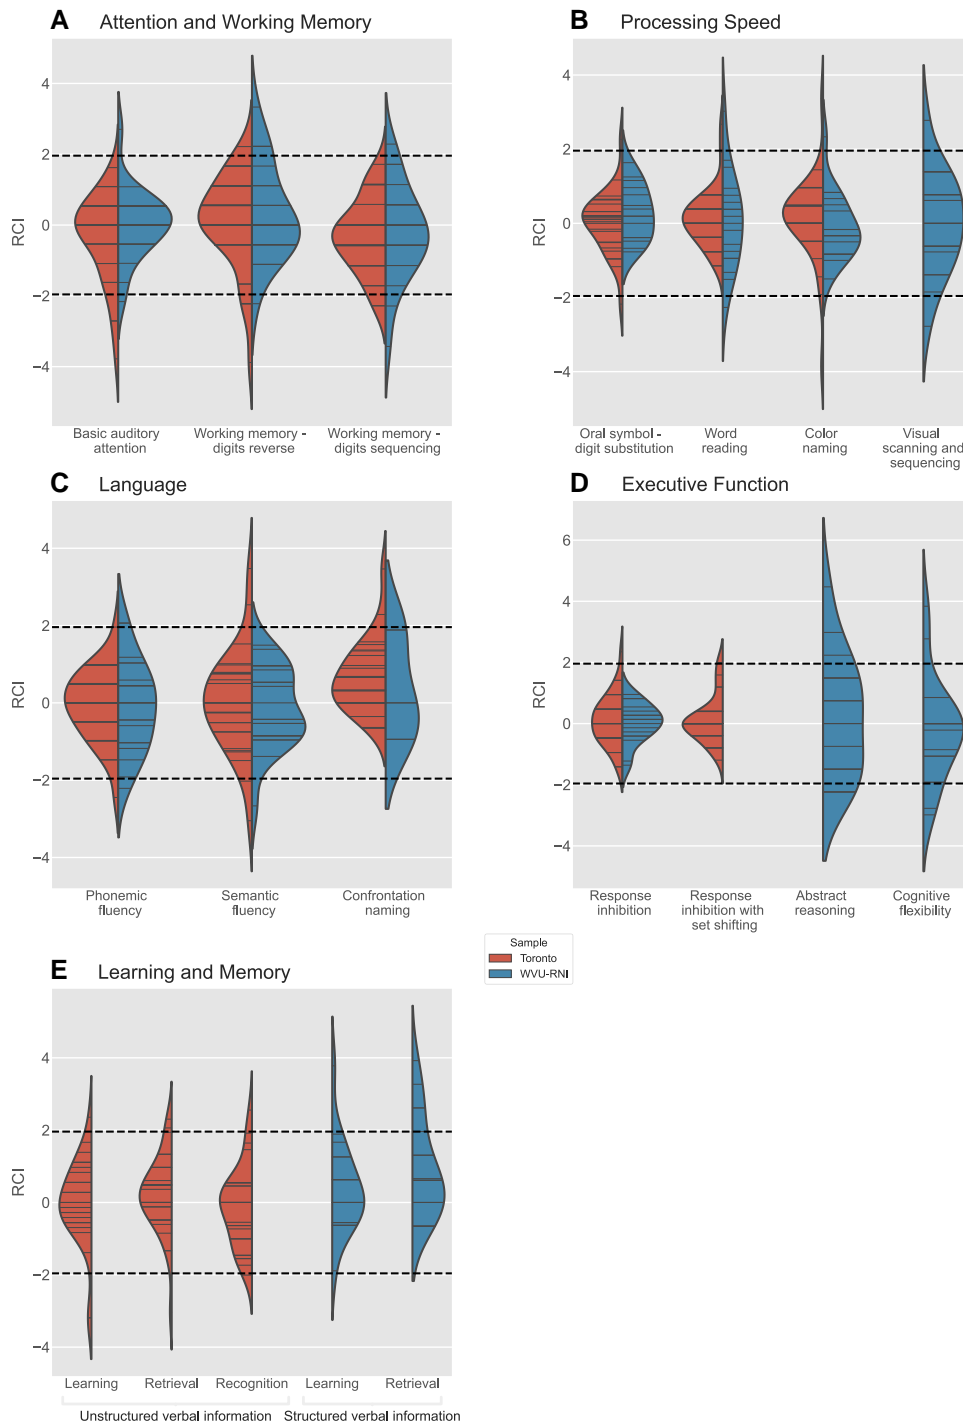 A Attention and Working Memory
4
2
0
−2
−4
RCI
Basic auditory
attention
Working memory -
digits reverse
Working memory -
digits sequencing
B Processing Speed
4
2
0
−2
−4
RCI
Oral symbol -
digit substitution
Word
reading
Color
naming
Visual
scanning and
sequencing
C Language
4
2
0
−2
−4
RCI
Phonemic
fluency
Semantic
fluency
Confrontation
naming
D Executive Function
6
4
2
0
−2
−4
RCI
Response
inhibition
Response
inhibition with
set shifting
Abstract
reasoning
Cognitive
flexibility
Sample
Toronto
WVU-RNI
E Learning and Memory
4
2
0
−2
−4
RCI
Learning Retrieval Recognition Learning Retrieval
Unstructured verbal information Structured verbal information